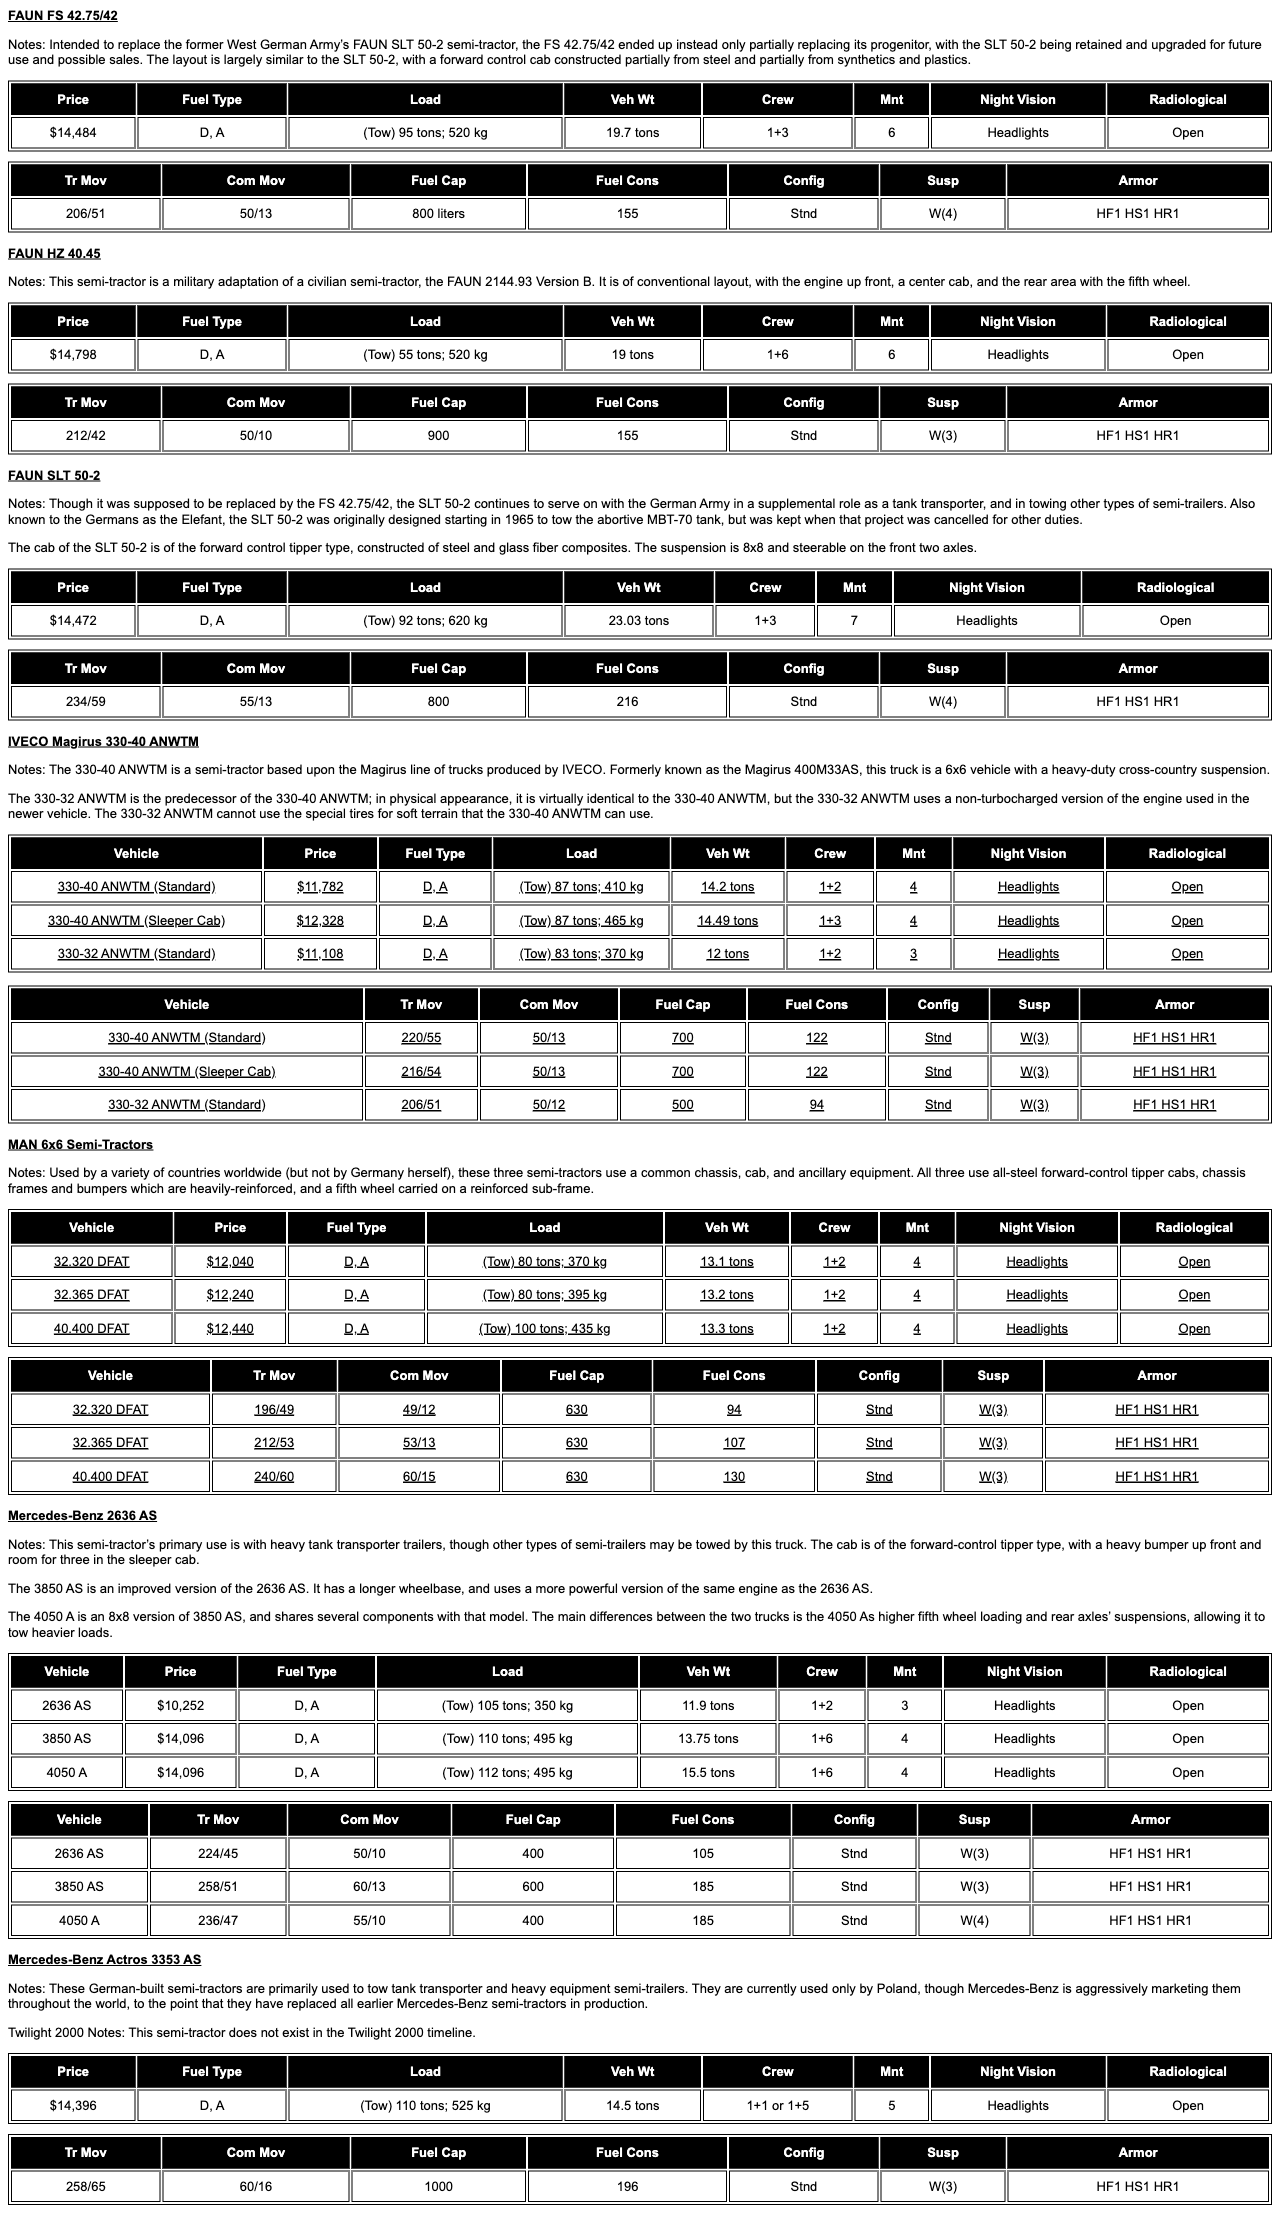 FAUN FS 42.75/42
Notes: Intended to replace the former West German Army's FAUN SLT 50-2 semi-tractor, the FS 42.75/42 ended up instead only partially replacing its progenitor, with the SLT 50-2 being retained and upgraded for future
use and possible sales. The layout is largely similar to the SLT 50-2, with a forward control cab constructed partially from steel and partially from synthetics and plastics.
Price Fuel Type Load Veh Wt Crew Mnt Night Vision Radiological
$14,484 D, A (Tow) 95 tons; 520 kg 19.7 tons 1+3 6 Headlights Open
Tr Mov Com Mov Fuel Cap Fuel Cons Config Susp Armor
206/51 50/13 800 liters 155 Stnd W(4) HF1 HS1 HR1
FAUN HZ 40.45
Notes: This semi-tractor is a military adaptation of a civilian semi-tractor, the FAUN 2144.93 Version B. It is of conventional layout, with the engine up front, a center cab, and the rear area with the fifth wheel.
Price Fuel Type Load Veh Wt Crew Mnt Night Vision Radiological
$14,798 D, A (Tow) 55 tons; 520 kg 19 tons 1+6 6 Headlights Open
Tr Mov Com Mov Fuel Cap Fuel Cons Config Susp Armor
212/42 50/10 900 155 Stnd W(3) HF1 HS1 HR1
FAUN SLT 50-2
Notes: Though it was supposed to be replaced by the FS 42.75/42, the SLT 50-2 continues to serve on with the German Army in a supplemental role as a tank transporter, and in towing other types of semi-trailers. Also
known to the Germans as the Elefant, the SLT 50-2 was originally designed starting in 1965 to tow the abortive MBT-70 tank, but was kept when that project was cancelled for other duties.
The cab of the SLT 50-2 is of the forward control tipper type, constructed of steel and glass fiber composites. The suspension is 8x8 and steerable on the front two axles.
Price Fuel Type Load Veh Wt Crew Mnt Night Vision Radiological
$14,472 D, A (Tow) 92 tons; 620 kg 23.03 tons 1+3 7 Headlights Open
Tr Mov Com Mov Fuel Cap Fuel Cons Config Susp Armor
234/59 55/13 800 216 Stnd W(4) HF1 HS1 HR1
IVECO Magirus 330-40 ANWTM
Notes: The 330-40 ANWTM is a semi-tractor based upon the Magirus line of trucks produced by IVECO. Formerly known as the Magirus 400M33AS, this truck is a 6x6 vehicle with a heavy-duty cross-country suspension.
The 330-32 ANWTM is the predecessor of the 330-40 ANWTM; in physical appearance, it is virtually identical to the 330-40 ANWTM, but the 330-32 ANWTM uses a non-turbocharged version of the engine used in the
newer vehicle. The 330-32 ANWTM cannot use the special tires for soft terrain that the 330-40 ANWTM can use.
Vehicle Price Fuel Type Load Veh Wt Crew Mnt Night Vision Radiological
330-40 ANWTM (Standard) $11,782 D, A (Tow) 87 tons; 410 kg 14.2 tons 1+2 4 Headlights Open
330-40 ANWTM (Sleeper Cab) $12,328 D, A (Tow) 87 tons; 465 kg 14.49 tons 1+3 4 Headlights Open
330-32 ANWTM (Standard) $11,108 D, A (Tow) 83 tons; 370 kg 12 tons 1+2 3 Headlights Open
Vehicle Tr Mov Com Mov Fuel Cap Fuel Cons Config Susp Armor
330-40 ANWTM (Standard) 220/55 50/13 700 122 Stnd W(3) HF1 HS1 HR1
330-40 ANWTM (Sleeper Cab) 216/54 50/13 700 122 Stnd W(3) HF1 HS1 HR1
330-32 ANWTM (Standard) 206/51 50/12 500 94 Stnd W(3) HF1 HS1 HR1
MAN 6x6 Semi-Tractors
Notes: Used by a variety of countries worldwide (but not by Germany herself), these three semi-tractors use a common chassis, cab, and ancillary equipment. All three use all-steel forward-control tipper cabs, chassis
frames and bumpers which are heavily-reinforced, and a fifth wheel carried on a reinforced sub-frame.
Vehicle Price Fuel Type Load Veh Wt Crew Mnt Night Vision Radiological
32.320 DFAT $12,040 D, A (Tow) 80 tons; 370 kg 13.1 tons 1+2 4 Headlights Open
32.365 DFAT $12,240 D, A (Tow) 80 tons; 395 kg 13.2 tons 1+2 4 Headlights Open
40.400 DFAT $12,440 D, A (Tow) 100 tons; 435 kg 13.3 tons 1+2 4 Headlights Open
Vehicle Tr Mov Com Mov Fuel Cap Fuel Cons Config Susp Armor
32.320 DFAT 196/49 49/12 630 94 Stnd W(3) HF1 HS1 HR1
32.365 DFAT 212/53 53/13 630 107 Stnd W(3) HF1 HS1 HR1
40.400 DFAT 240/60 60/15 630 130 Stnd W(3) HF1 HS1 HR1
Mercedes-Benz 2636 AS
Notes: This semi-tractor's primary use is with heavy tank transporter trailers, though other types of semi-trailers may be towed by this truck. The cab is of the forward-control tipper type, with a heavy bumper up front and
room for three in the sleeper cab.
The 3850 AS is an improved version of the 2636 AS. It has a longer wheelbase, and uses a more powerful version of the same engine as the 2636 AS.
The 4050 A is an 8x8 version of 3850 AS, and shares several components with that model. The main differences between the two trucks is the 4050 As higher fifth wheel loading and rear axles' suspensions, allowing it to
tow heavier loads.
Vehicle Price Fuel Type Load Veh Wt Crew Mnt Night Vision Radiological
2636 AS $10,252 D, A (Tow) 105 tons; 350 kg 11.9 tons 1+2 3 Headlights Open
3850 AS $14,096 D, A (Tow) 110 tons; 495 kg 13.75 tons 1+6 4 Headlights Open
4050 A $14,096 D, A (Tow) 112 tons; 495 kg 15.5 tons 1+6 4 Headlights Open
Vehicle Tr Mov Com Mov Fuel Cap Fuel Cons Config Susp Armor
2636 AS 224/45 50/10 400 105 Stnd W(3) HF1 HS1 HR1
3850 AS 258/51 60/13 600 185 Stnd W(3) HF1 HS1 HR1
4050 A 236/47 55/10 400 185 Stnd W(4) HF1 HS1 HR1
Mercedes-Benz Actros 3353 AS
Notes: These German-built semi-tractors are primarily used to tow tank transporter and heavy equipment semi-trailers. They are currently used only by Poland, though Mercedes-Benz is aggressively marketing them
throughout the world, to the point that they have replaced all earlier Mercedes-Benz semi-tractors in production.
Twilight 2000 Notes: This semi-tractor does not exist in the Twilight 2000 timeline.
Price Fuel Type Load Veh Wt Crew Mnt Night Vision Radiological
$14,396 D, A (Tow) 110 tons; 525 kg 14.5 tons 1+1 or 1+5 5 Headlights Open
Tr Mov Com Mov Fuel Cap Fuel Cons Config Susp Armor
258/65 60/16 1000 196 Stnd W(3) HF1 HS1 HR1